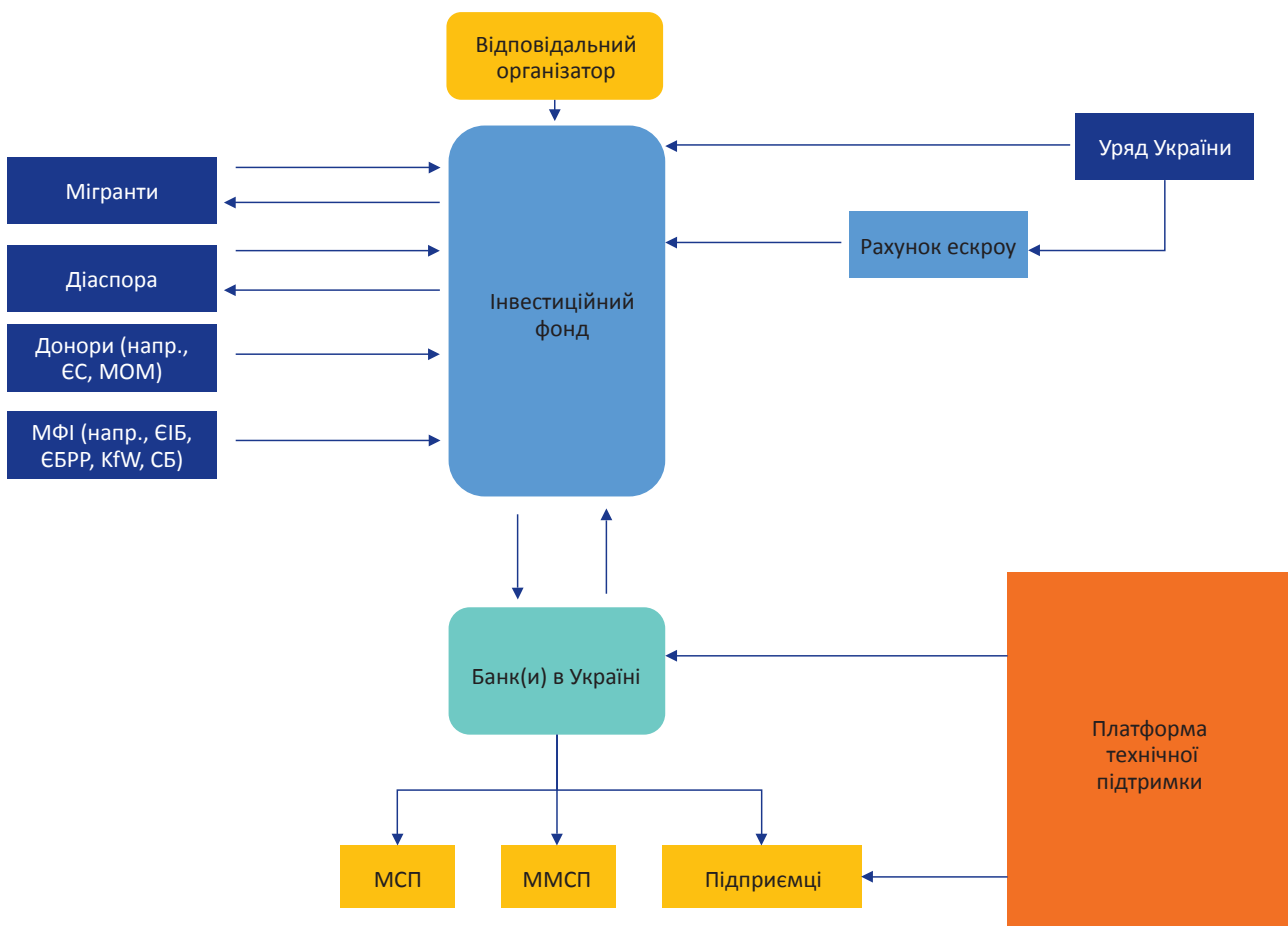 Відповідальний
організатор
Уряд України
Мігранти
Рахунок ескроу
Діаспора
Інвестиційний
фонд
Донори (напр.,
ЄС, МОМ)
МФІ (напр., ЄІБ,
ЄБРР, KfW, СБ)
Банк(и) в Україні
Платформа
технічної
підтримки
МСП
ММСП
Підприємці